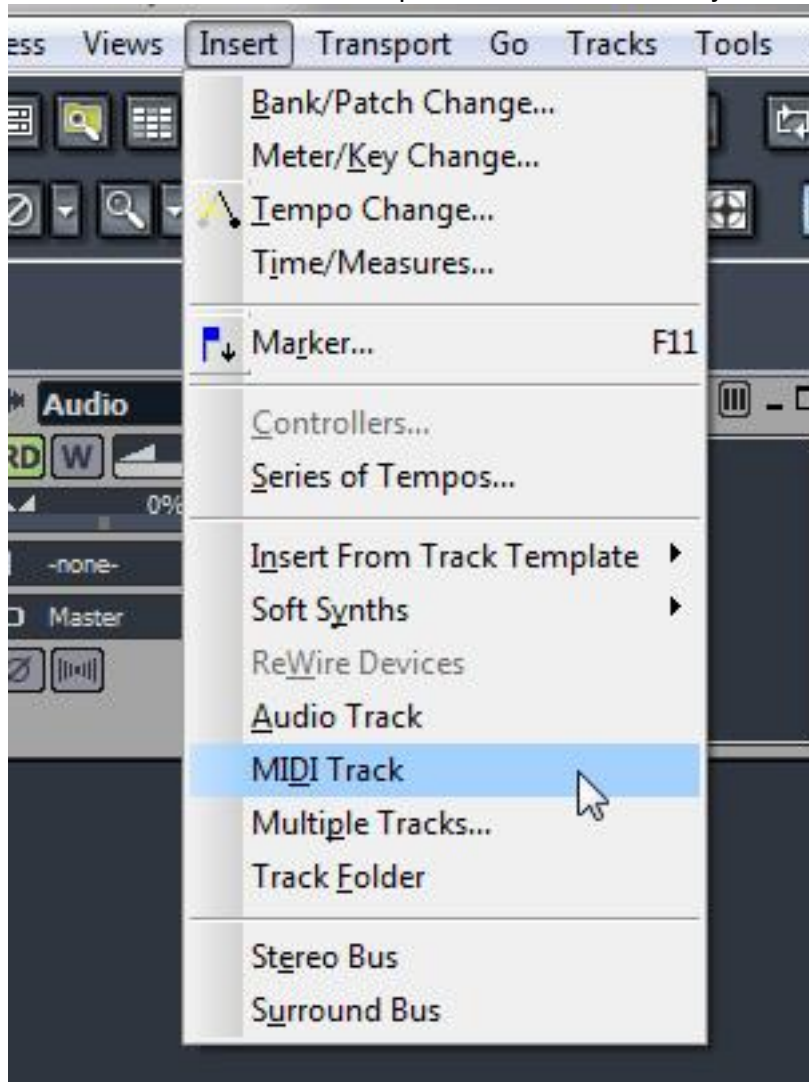 ess Views Insert Transport Go Tracks Tools
Bank/Patch Change...
Meter/Key Change...
Tempo Change...
Time/Measures...
Marker... F11
Audio
Controllers...
RD W
Series of Tempos...
0%
Insert From Track Template
-none-
Soft Synths
Master
ReWire Devices
Audio Track
MIDI Track
Multiple Tracks...
Track Folder
Stereo Bus
Surround Bus